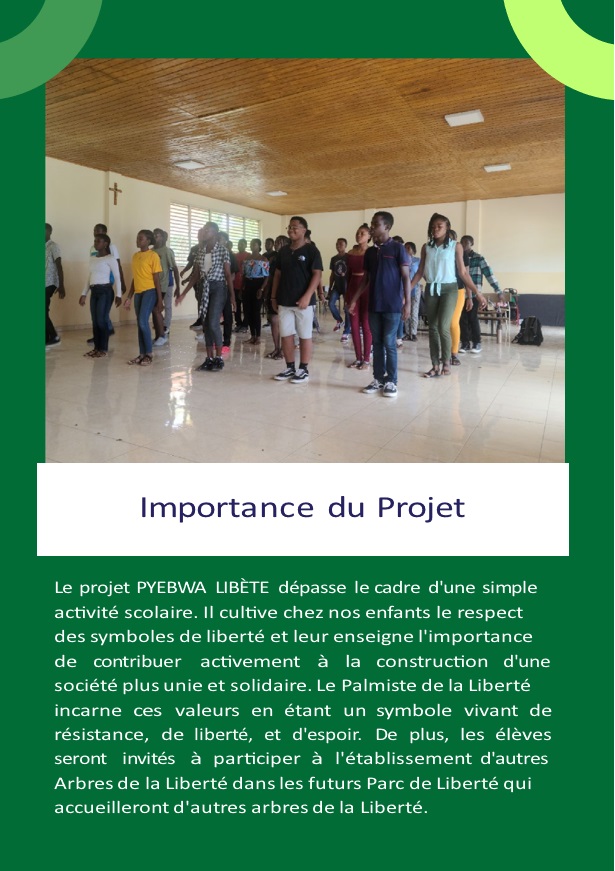 Importance du Projet
Le projet PYEBWA LIBÈTE dépasse le cadre d'une simple
activité scolaire. Il cultive chez nos enfants le respect
des symboles de liberté et leur enseigne l'importance
de contribuer activement à la construction d'une
société plus unie et solidaire. Le Palmiste de la Liberté
incarne ces valeurs en étant un symbole vivant de
résistance, de liberté, et d'espoir. De plus, les élèves
seront invités à participer à l'établissement d'autres
Arbres de la Liberté dans les futurs Parc de Liberté qui
accueilleront d'autres arbres de la Liberté.